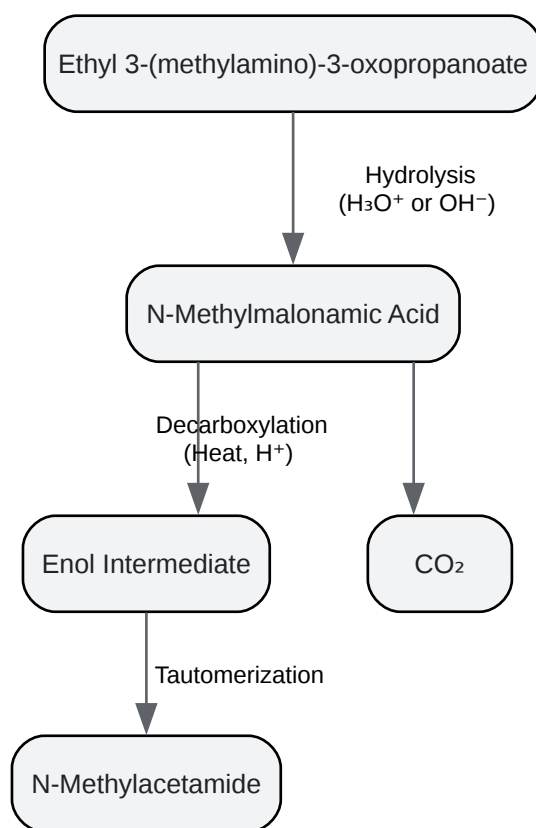 Ethyl 3-(methylamino)-3-oxopropanoate
Hydrolysis
(H₃O⁺ or OH⁻)
N-Methylmalonamic Acid
Decarboxylation
(Heat, H⁺)
Enol Intermediate
CO₂
Tautomerization
N-Methylacetamide